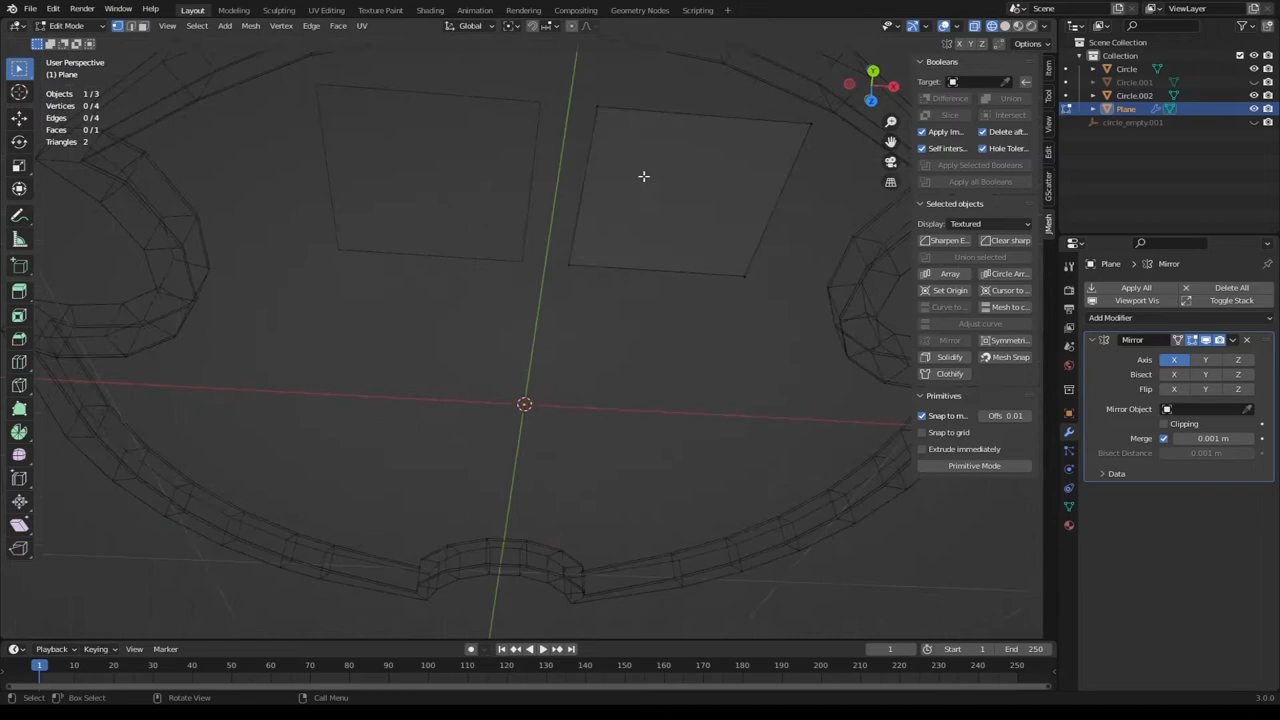 File Edit Render Window Help Layout Modeling Sculpting UV Editing Texture Paint Shading Animation Rendering Compositing Geometry Nodes Scripting Scene ViewLayer
Edit Mode View Select Add Mesh Vertex Edge Face UV Global
X Y Z Options
User Perspective
(1) Plane
Objects 1/3
Vertices 0/4
Edges 0/4
Faces 0/1
Triangles 2
Y
X
Z
Booleans
Target:
Difference Union
Slice Intersect
Apply Im... Delete aft...
Self inters... Hole Toler...
Apply Selected Booleans
Apply all Booleans
Selected objects
Display: Textured
Sharpen E... Clear sharp
Union selected
Array Circle Arr...
Set Origin Cursor to ...
Curve to ... Mesh to c...
Adjust curve
Mirror Symmetri...
Solidify Mesh Snap
Clothify
Primitives
Snap to m... Offs 0.01
Snap to grid
Extrude immediately
Primitive Mode
Item
Tool
View
Edit
GScatter
JMesh
Scene Collection
Collection
Circle
Circle.001
Circle.002
Plane
circle_empty.001
Plane Mirror
Apply All Delete All
Viewport Vis Toggle Stack
Add Modifier
Mirror
Axis X Y Z
Bisect X Y Z
Flip X Y Z
Mirror Object
Clipping
Merge 0.001 m
Bisect Distance 0.001 m
Data
Playback Keying View Marker 1 Start 1 End 250
1 10 20 30 40 50 60 70 80 90 100 110 120 130 140 150 160 170 180 190 200 210 220 230 240 250
Select Box Select Rotate View Call Menu 3.0.0